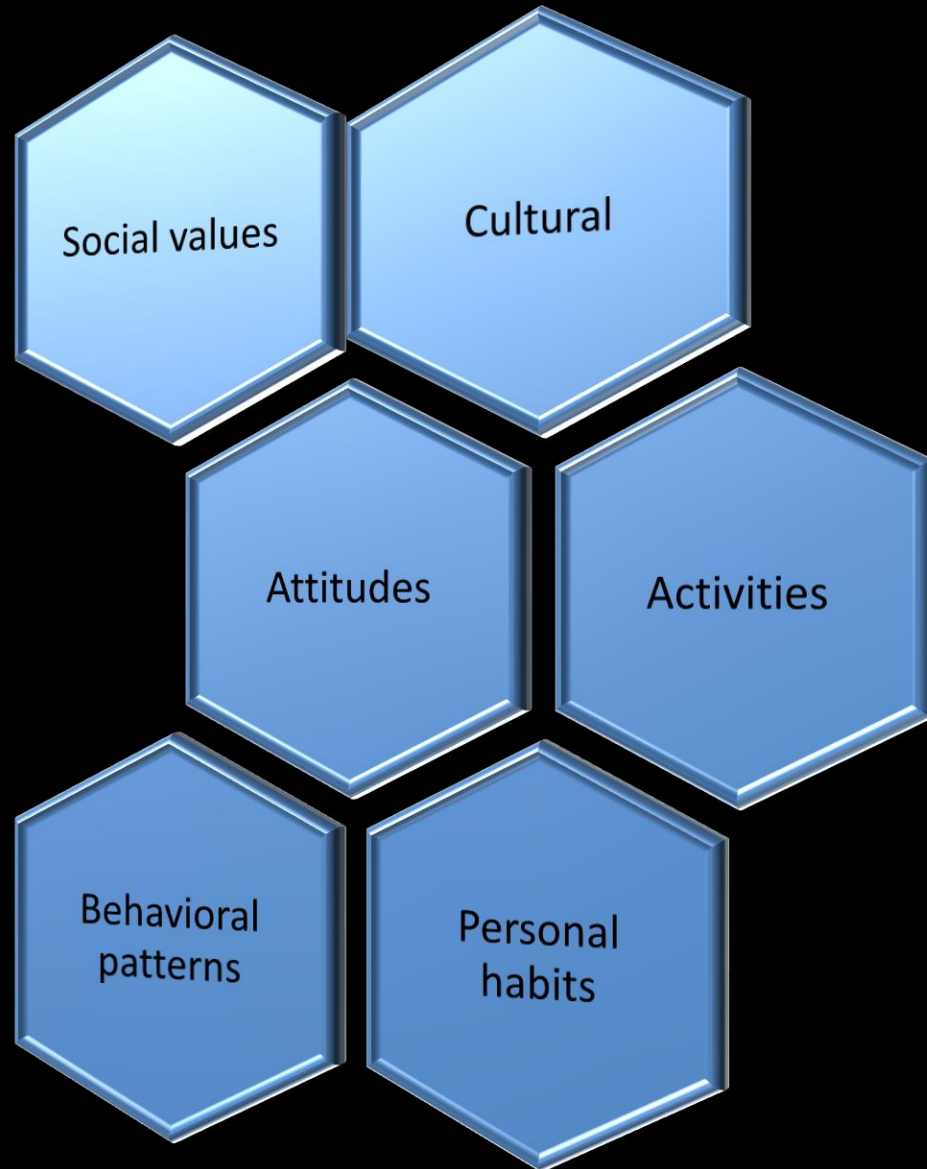 Social values
Cultural
Attitudes
Activities
Behavioral
patterns
Personal
habits